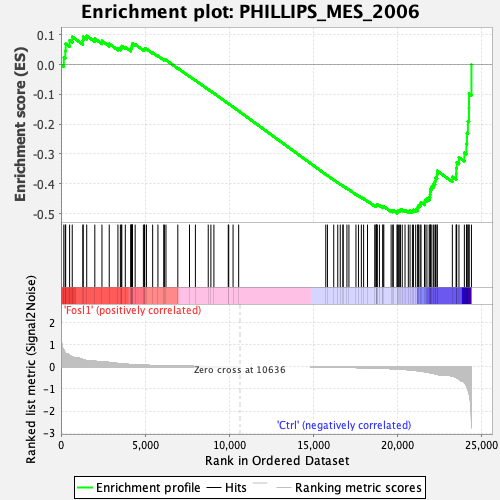 Enrichment plot: PHILLIPS_MES_2006
Enrichment score (ES)
0.1
0.0
-0.1
-0.2
-0.3
-0.4
-0.5
Ranked list metric (Signal2Noise)
'Fosl1' (positively correlated)
2
1
0
-1
-2
-3
Zero cross at 10636
'Ctrl' (negatively correlated)
0
5,000
10,000
15,000
20,000
25,000
Rank in Ordered Dataset
Enrichment profile
Hits
Ranking metric scores